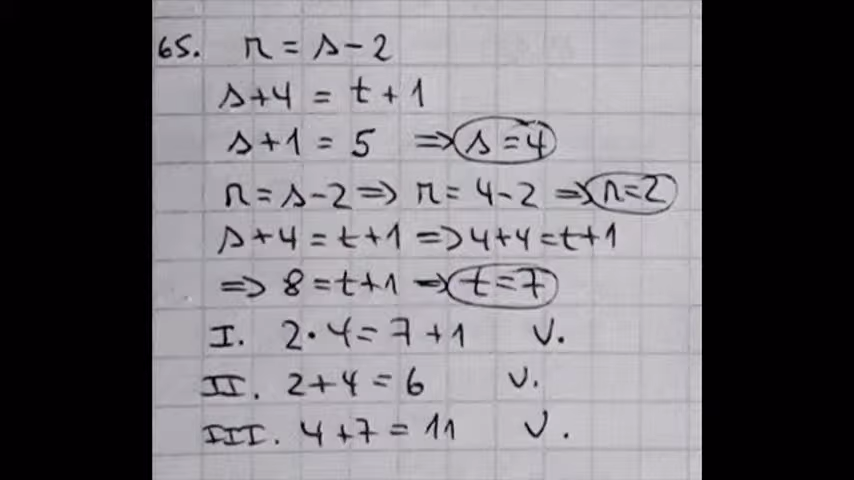 65. r = s - 2
s + 4 = t + 1
s + 1 = 5 ⇒ s = 4
r = s - 2 ⇒ r = 4 - 2 ⇒ r = 2
s + 4 = t + 1 ⇒ 4 + 4 = t + 1
⇒ 8 = t + 1 ⇒ t = 7
I. 2 · 4 = 7 + 1 V.
II. 2 + 4 = 6 V.
III. 4 + 7 = 11 V.